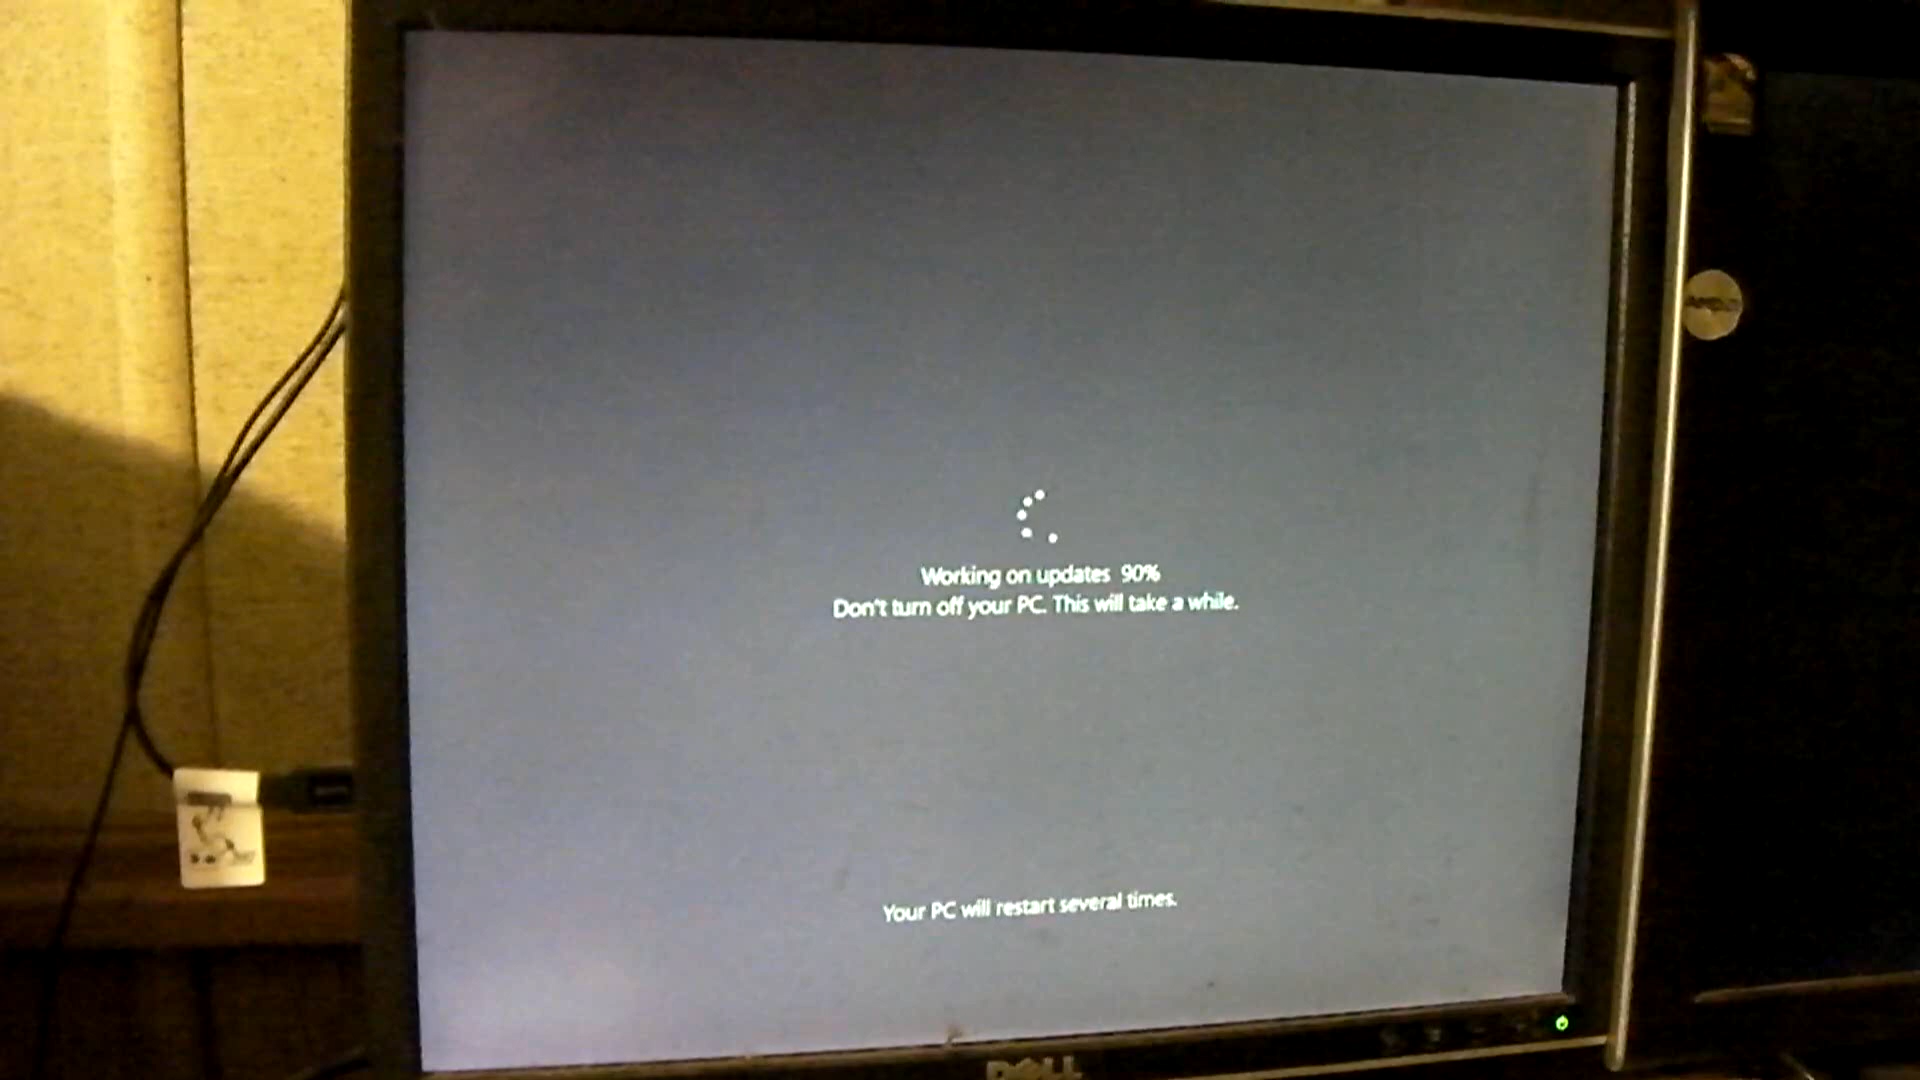 Working on updates 90%
Don't turn off your PC. This will take a while.
Your PC will restart several times.
DELL